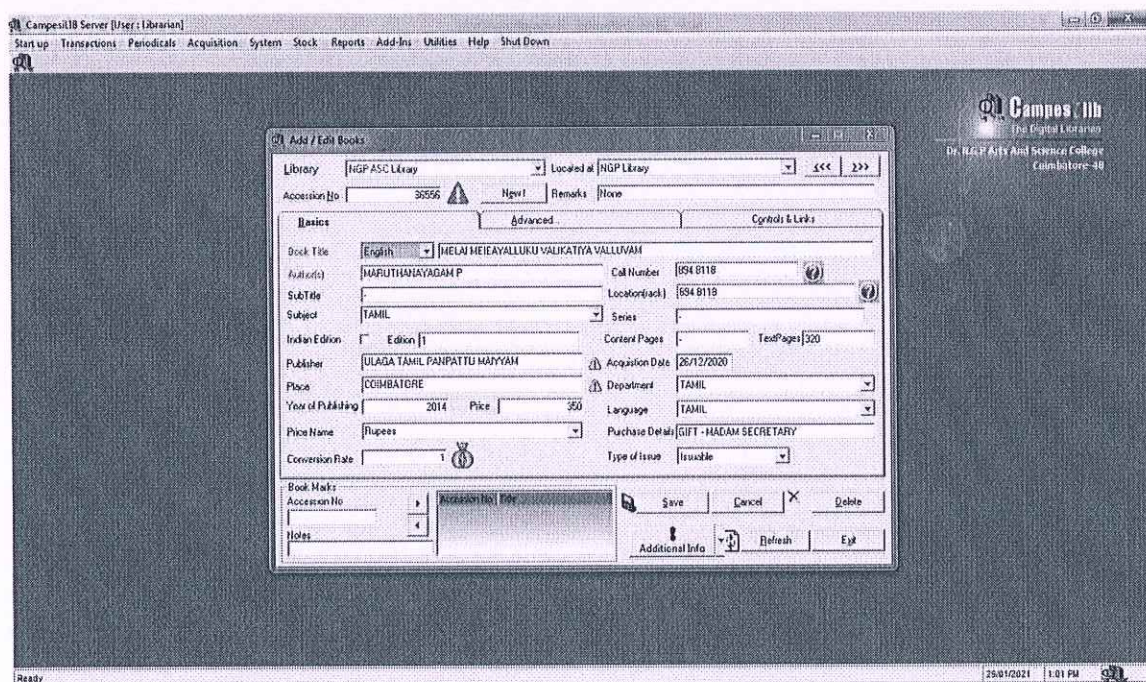 Campesil18 Server [User : Librarian]
Start up Transactions Periodicals Acquisition System Stock Reports Add-Ins Utilities Help Shut Down
Campes/lib
The Digital Librarian
Dr. N.G.P Arts And Science College
Coimbatore-48
Add / Edit Books
Library NGP ASC Library Located at NGP Library <<< >>>
Accession No 36556 New! Remarks None
Basics Advanced Controls & Links
Book Title English MELAI MEIEAYALLUKU VALIKATIYA VALLUVAM
Author(s) MARUTHANAYAGAM P Call Number 894.8118
SubTitle - Location(rack) 894.8118
Subject TAMIL Series -
Indian Edition Edition 1 Content Pages - TextPages 320
Publisher ULAGA TAMIL PANPATTU MAIYYAM Acquistion Date 26/12/2020
Place COIMBATORE Department TAMIL
Year of Publishing 2014 Price 350 Language TAMIL
Price Name Rupees Purchase Details GIFT - MADAM SECRETARY
Conversion Rate 1 Type of Issue Issuable
Book Marks
Accession No Accession No Title
Notes
Save Cancel Delete
Additional Info Refresh Exit
Ready 29/01/2021 1:01 PM